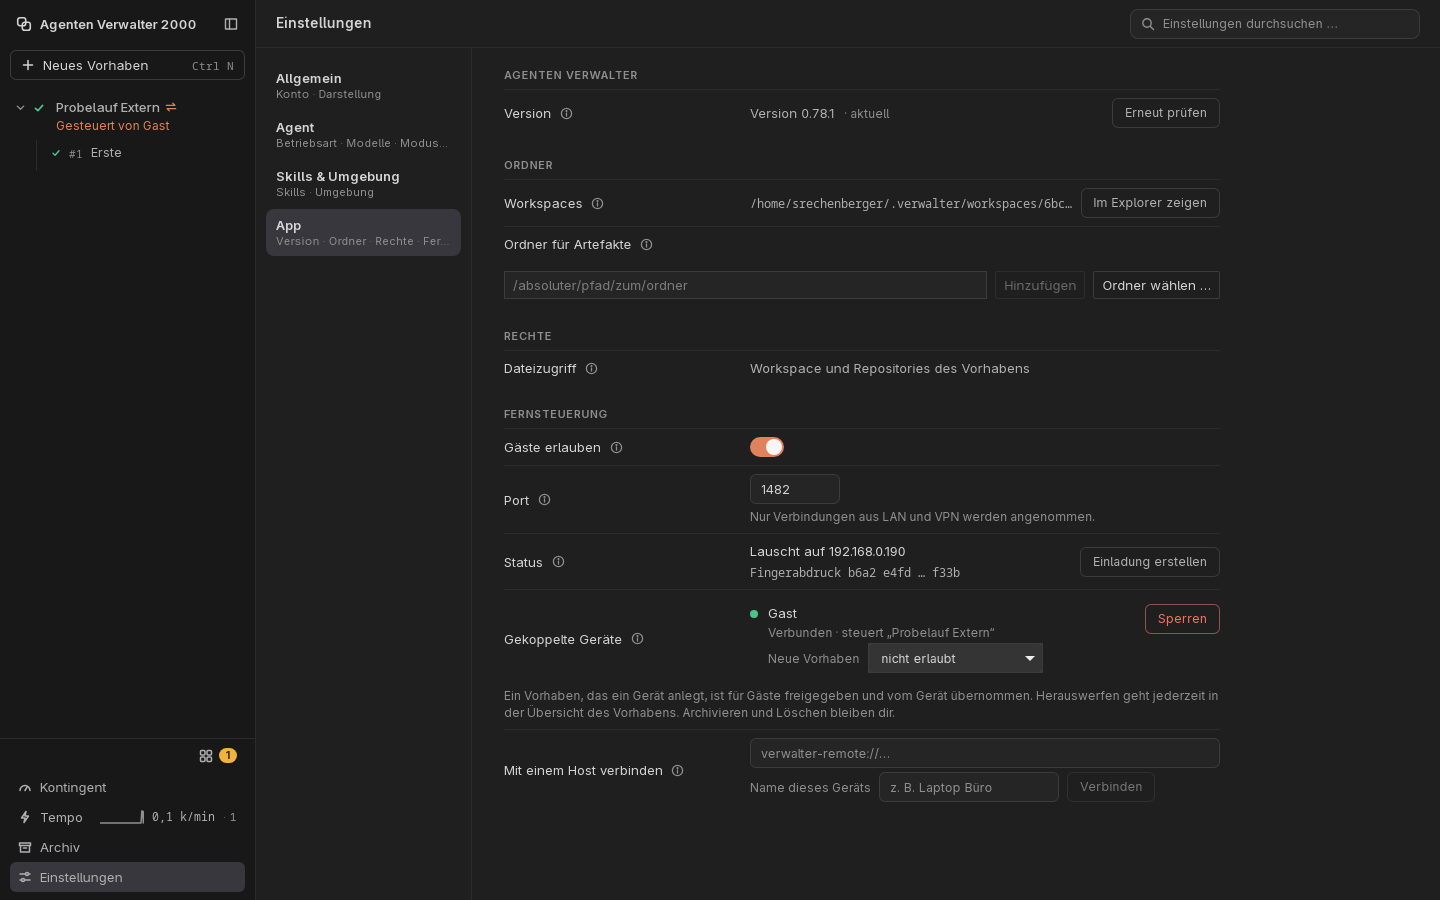 Agenten Verwalter 2000
Neues Vorhaben Ctrl N
Probelauf Extern
Gesteuert von Gast
#1 Erste
1
Kontingent
Tempo 0,1 k/min · 1
Archiv
Einstellungen
Einstellungen
Einstellungen durchsuchen …
Allgemein
Konto · Darstellung
Agent
Betriebsart · Modelle · Modus…
Skills & Umgebung
Skills · Umgebung
App
Version · Ordner · Rechte · Fer…
AGENTEN VERWALTER
Version Version 0.78.1 · aktuell Erneut prüfen
ORDNER
Workspaces /home/srechenberger/.verwalter/workspaces/6bc… Im Explorer zeigen
Ordner für Artefakte
/absoluter/pfad/zum/ordner Hinzufügen Ordner wählen …
RECHTE
Dateizugriff Workspace und Repositories des Vorhabens
FERNSTEUERUNG
Gäste erlauben
Port 1482
Nur Verbindungen aus LAN und VPN werden angenommen.
Status Lauscht auf 192.168.0.190 Einladung erstellen
Fingerabdruck b6a2 e4fd … f33b
Gekoppelte Geräte Gast Sperren
Verbunden · steuert „Probelauf Extern“
Neue Vorhaben nicht erlaubt
Ein Vorhaben, das ein Gerät anlegt, ist für Gäste freigegeben und vom Gerät übernommen. Herauswerfen geht jederzeit in
der Übersicht des Vorhabens. Archivieren und Löschen bleiben dir.
Mit einem Host verbinden verwalter-remote://…
Name dieses Geräts z. B. Laptop Büro Verbinden